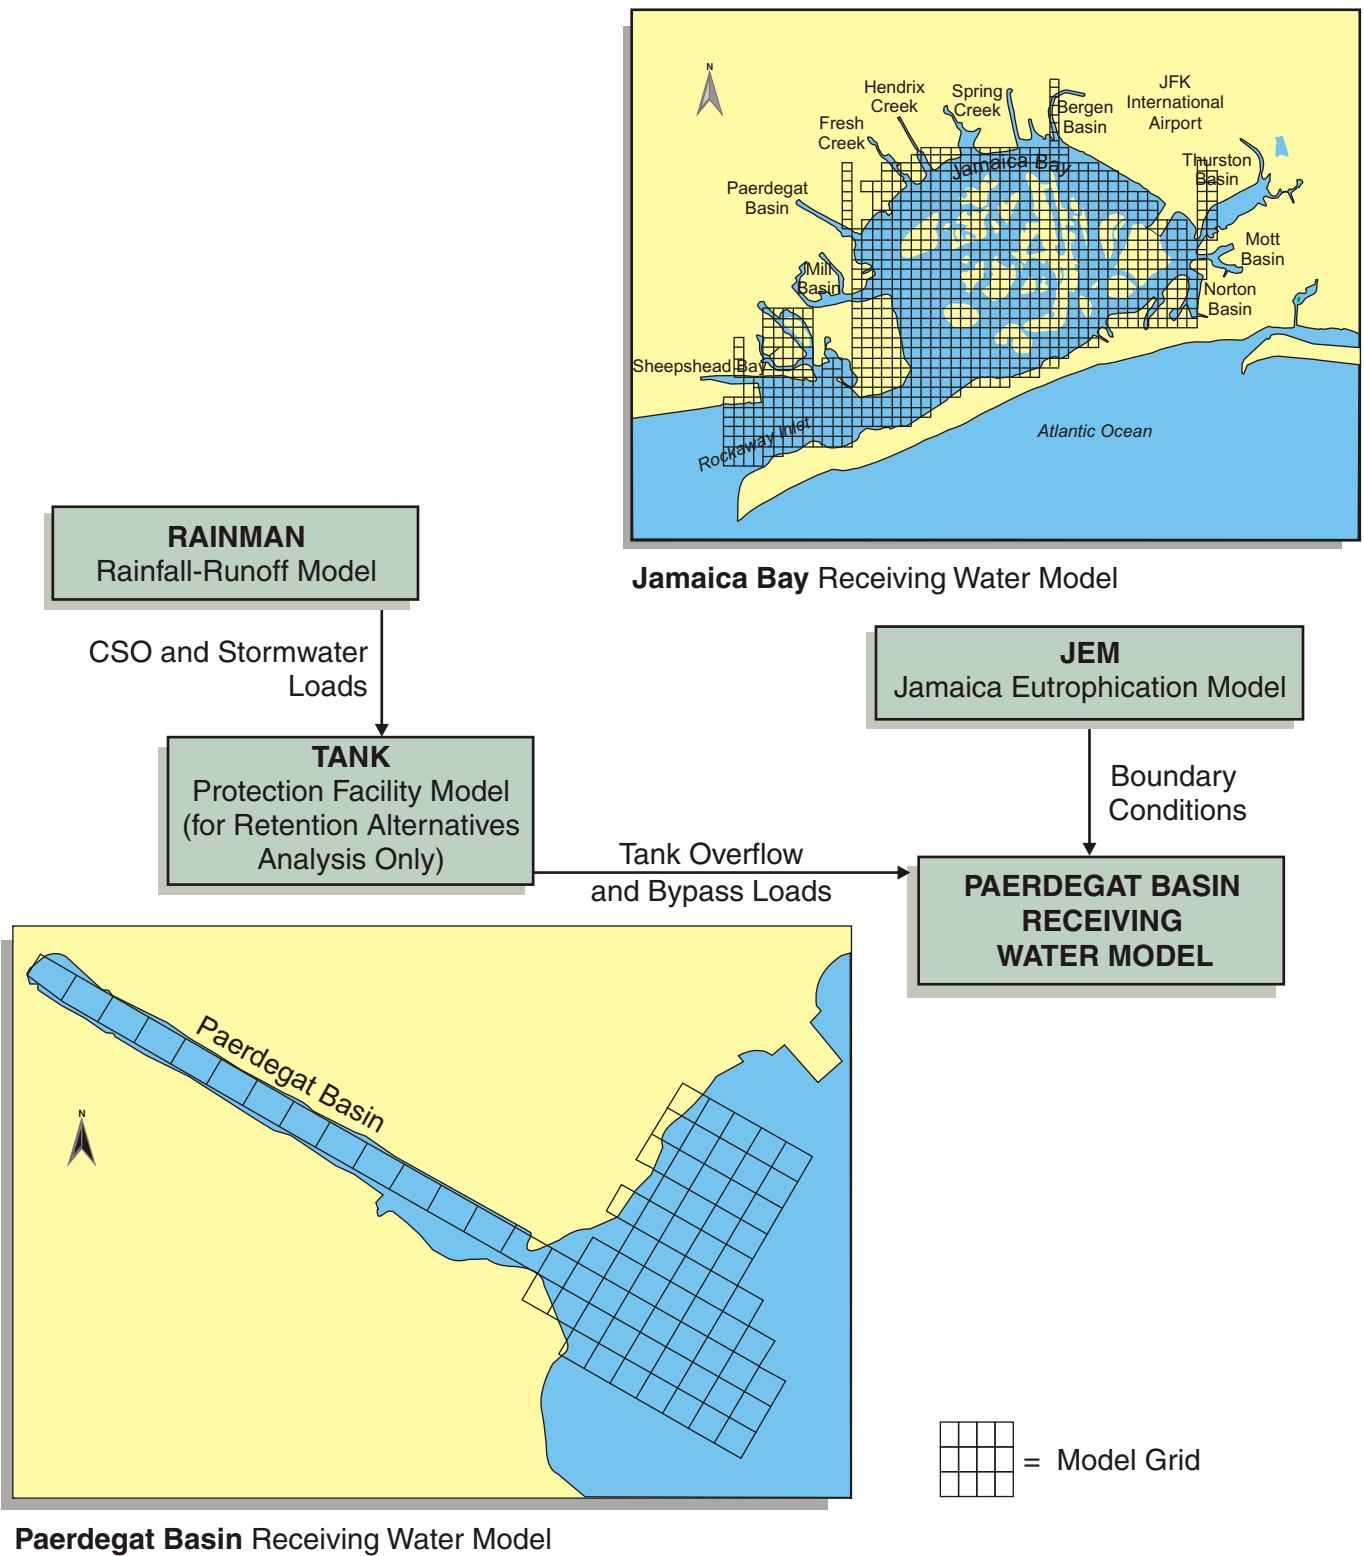 N
Hendrix
Creek
Spring
Creek
JFK
International
Airport
Bergen
Basin
Fresh
Creek
Jamaica Bay
Thurston
Basin
Paerdegat
Basin
Mott
Basin
Mill
Basin
Norton
Basin
Sheepshead Bay
Rockaway Inlet
Atlantic Ocean
Jamaica Bay Receiving Water Model
RAINMAN
Rainfall-Runoff Model
CSO and Stormwater
Loads
JEM
Jamaica Eutrophication Model
TANK
Protection Facility Model
(for Retention Alternatives
Analysis Only)
Boundary
Conditions
Tank Overflow
and Bypass Loads
PAERDEGAT BASIN
RECEIVING
WATER MODEL
Paerdegat Basin
N
= Model Grid
Paerdegat Basin Receiving Water Model